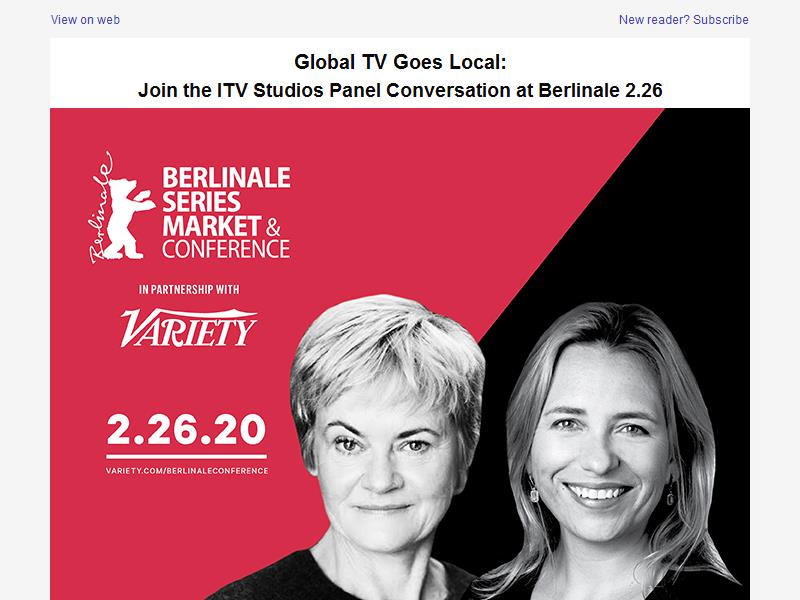 View on web
New reader? Subscribe
Global TV Goes Local:
Join the ITV Studios Panel Conversation at Berlinale 2.26
Berlinale
BERLINALE
SERIES
MARKET &
CONFERENCE
IN PARTNERSHIP WITH
VARIETY
2.26.20
VARIETY.COM/BERLINALECONFERENCE